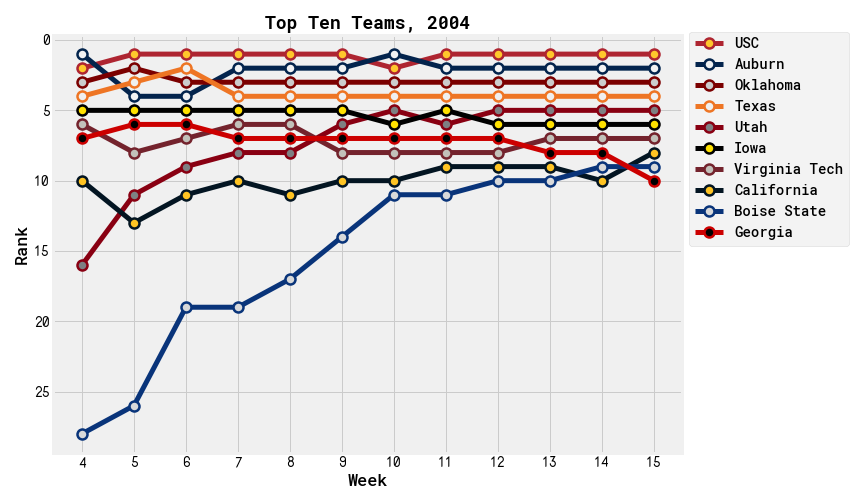 Top Ten Teams, 2004
0
5
10
15
20
25
Rank
4 5 6 7 8 9 10 11 12 13 14 15
Week
USC
Auburn
Oklahoma
Texas
Utah
Iowa
Virginia Tech
California
Boise State
Georgia